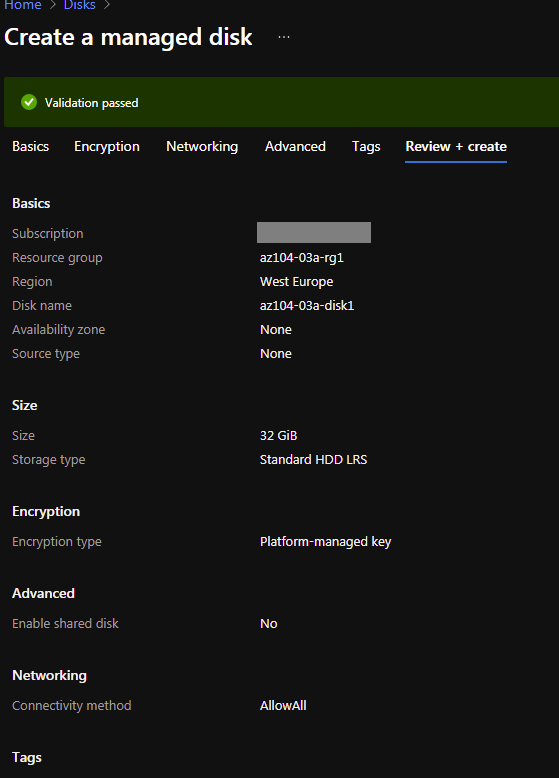 Home > Disks >
Create a managed disk ...
Validation passed
Basics Encryption Networking Advanced Tags Review + create
Basics
Subscription
Resource group az104-03a-rg1
Region West Europe
Disk name az104-03a-disk1
Availability zone None
Source type None
Size
Size 32 GiB
Storage type Standard HDD LRS
Encryption
Encryption type Platform-managed key
Advanced
Enable shared disk No
Networking
Connectivity method AllowAll
Tags